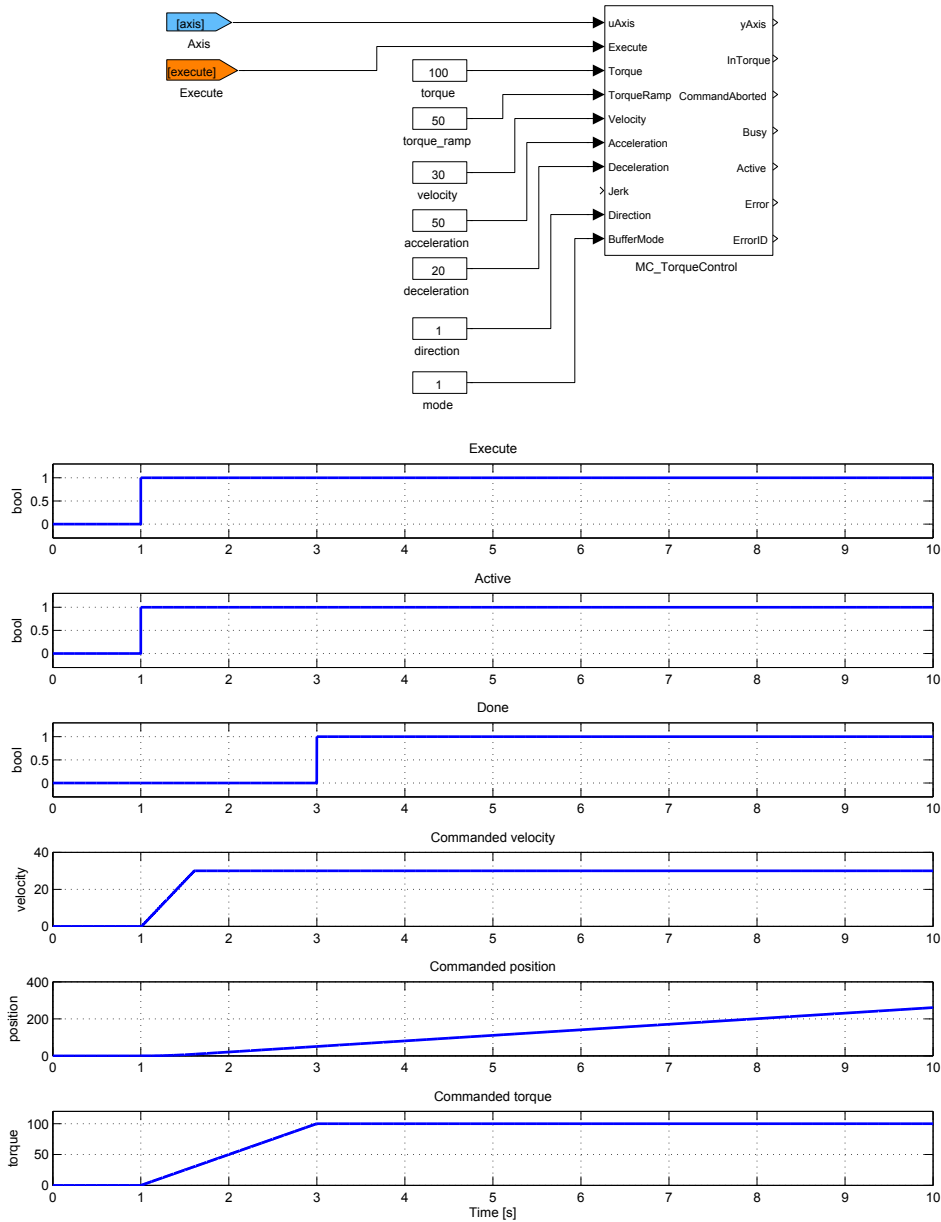 [axis]
Axis
[execute]
Execute
100
torque
50
torque_ramp
30
velocity
50
acceleration
20
deceleration
1
direction
1
mode
uAxis
Execute
Torque
TorqueRamp
Velocity
Acceleration
Deceleration
Jerk
Direction
BufferMode
yAxis
InTorque
CommandAborted
Busy
Active
Error
ErrorID
MC_TorqueControl
Execute
bool
1
0.5
0
0 1 2 3 4 5 6 7 8 9 10
Active
bool
1
0.5
0
0 1 2 3 4 5 6 7 8 9 10
Done
bool
1
0.5
0
0 1 2 3 4 5 6 7 8 9 10
Commanded velocity
velocity
40
20
0
0 1 2 3 4 5 6 7 8 9 10
Commanded position
position
400
200
0
0 1 2 3 4 5 6 7 8 9 10
Commanded torque
torque
100
50
0
0 1 2 3 4 5 6 7 8 9 10
Time [s]